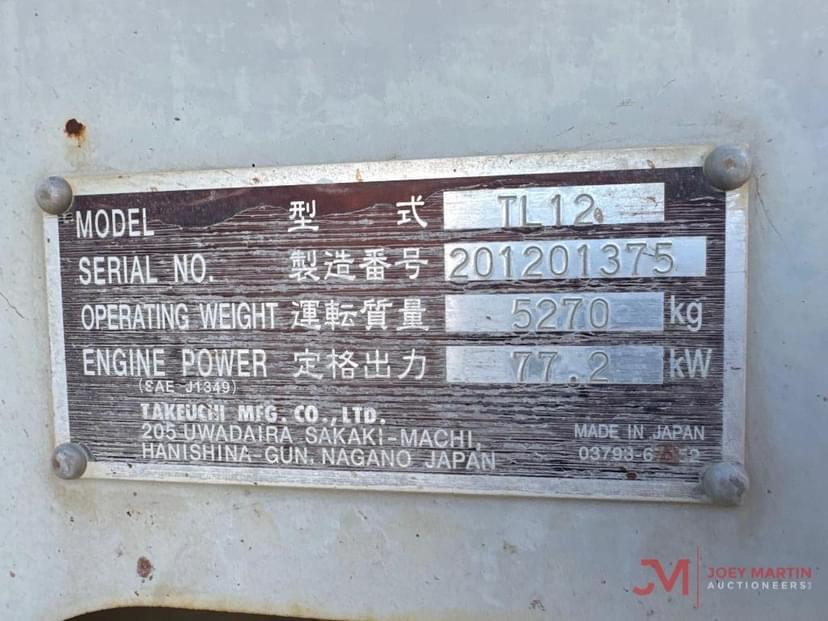 MODEL 型式 TL12
SERIAL NO. 製造番号 201201375
OPERATING WEIGHT 運転質量 5270 kg
ENGINE POWER 定格出力 77.2 kW
(SAE J1349)
TAKEUCHI MFG. CO., LTD.
205 UWADAIRA SAKAKI-MACHI,
HANISHINA-GUN, NAGANO JAPAN
MADE IN JAPAN
JM JOEY MARTIN
AUCTIONEERS